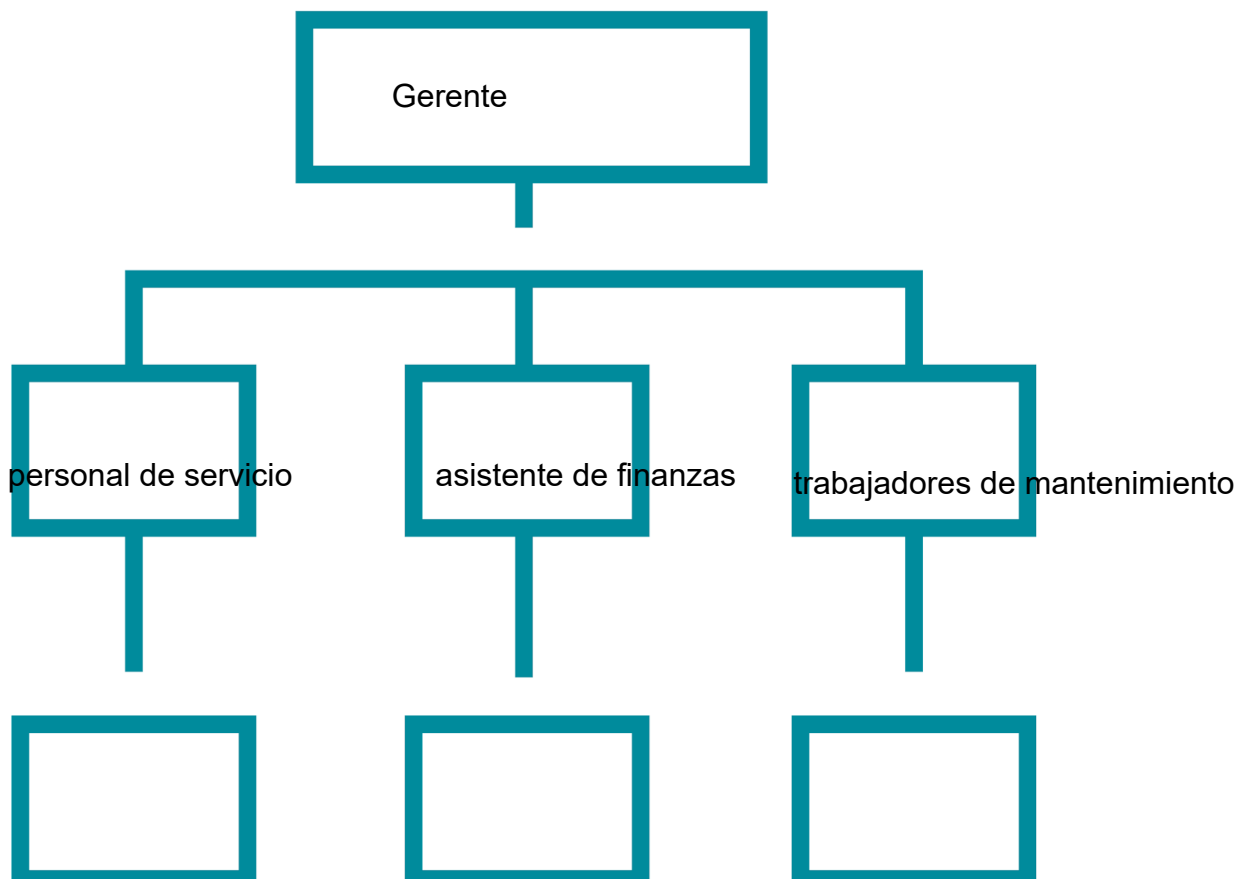 Gerente
personal de servicio
asistente de finanzas
trabajadores de mantenimiento